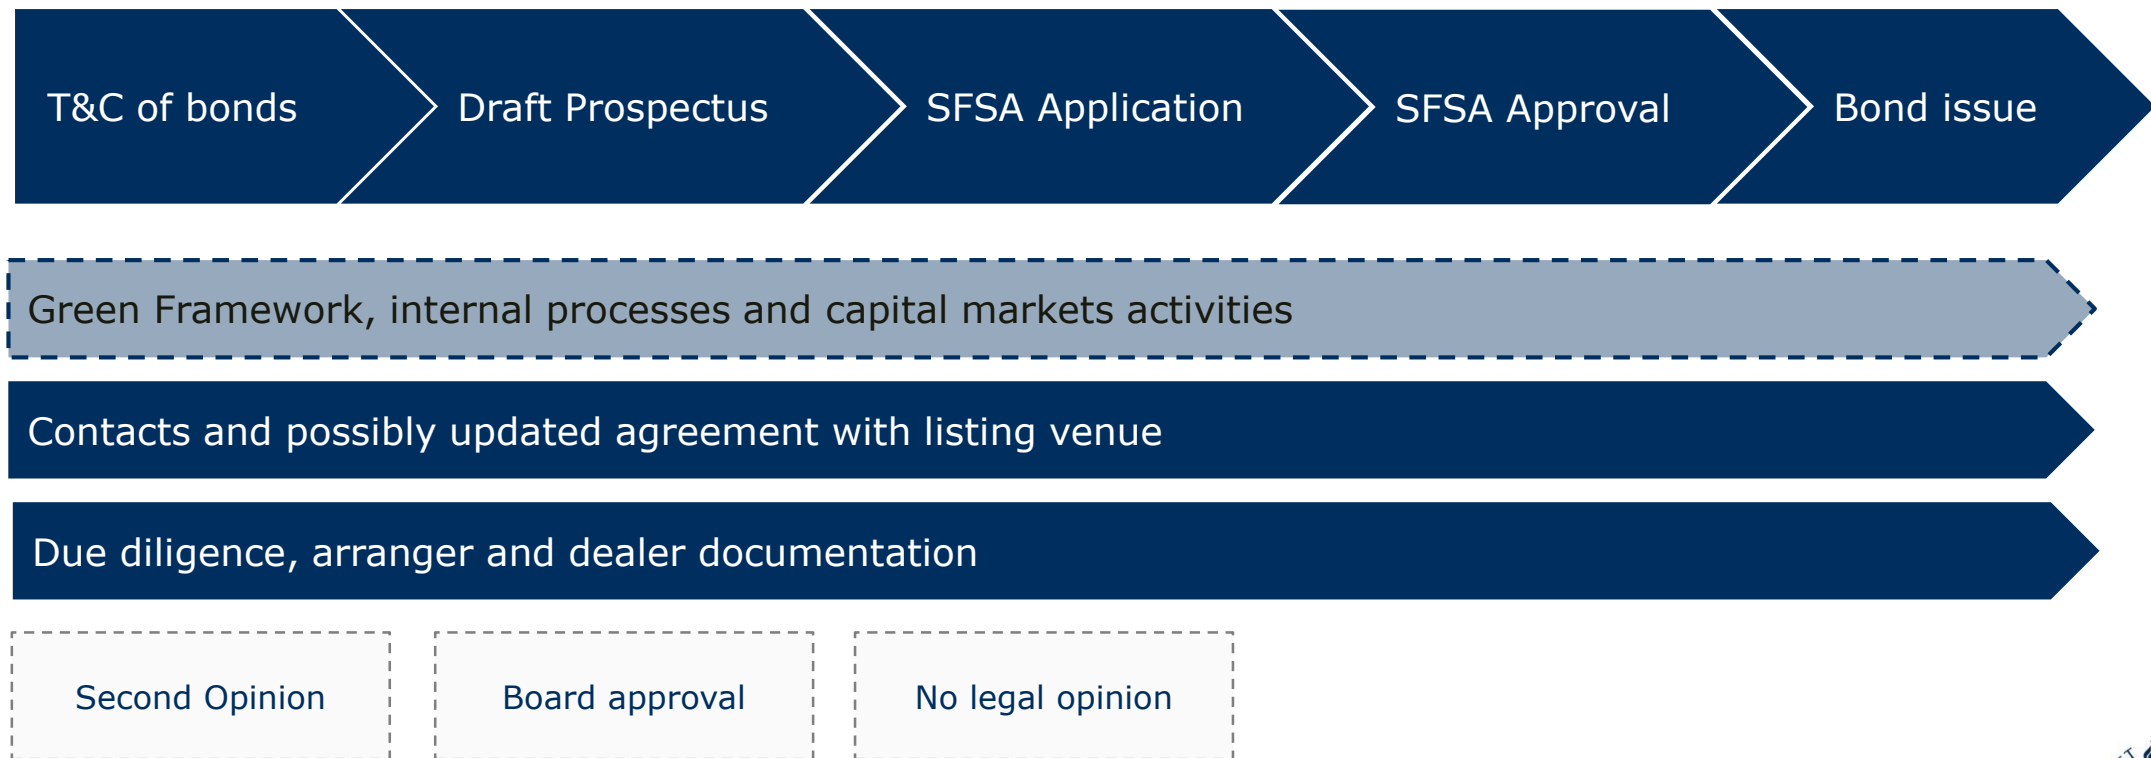 T&C of bonds
Draft Prospectus
SFSA Application
SFSA Approval
Bond issue
Green Framework, internal processes and capital markets activities
Contacts and possibly updated agreement with listing venue
Due diligence, arranger and dealer documentation
Second Opinion
Board approval
No legal opinion